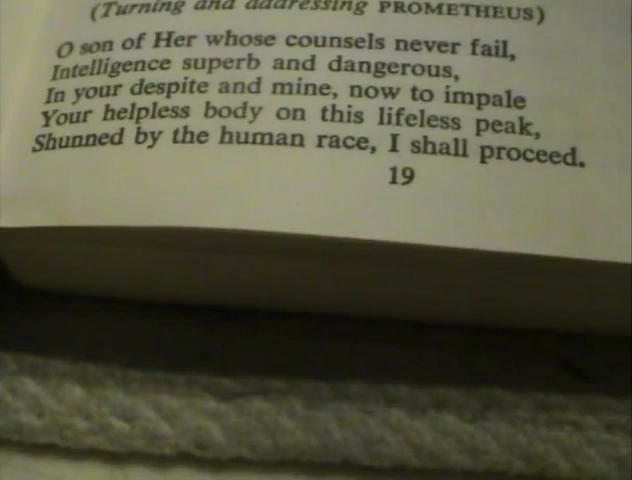 (Turning and addressing PROMETHEUS)
O son of Her whose counsels never fail,
Intelligence superb and dangerous,
In your despite and mine, now to impale
Your helpless body on this lifeless peak,
Shunned by the human race, I shall proceed.
19